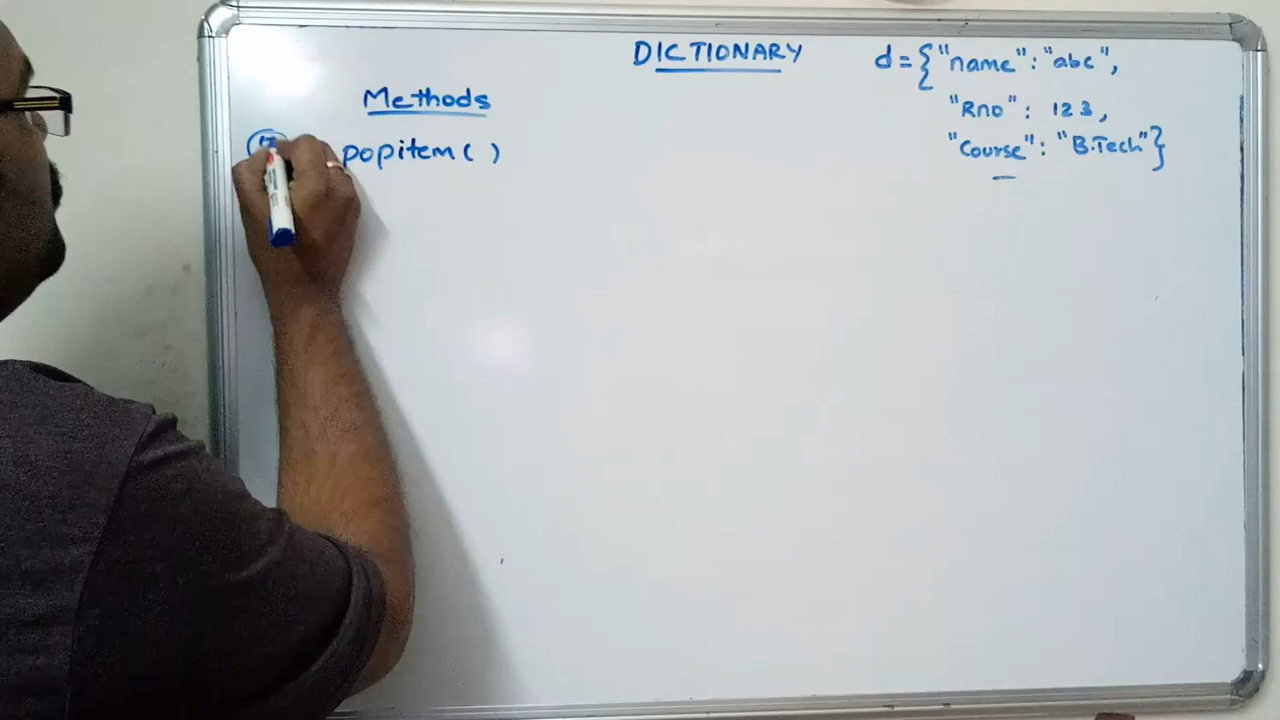 DICTIONARY
d={"name":"abc",
"Rno": 123,
"Course": "B.Tech"}
Methods
popitem( )